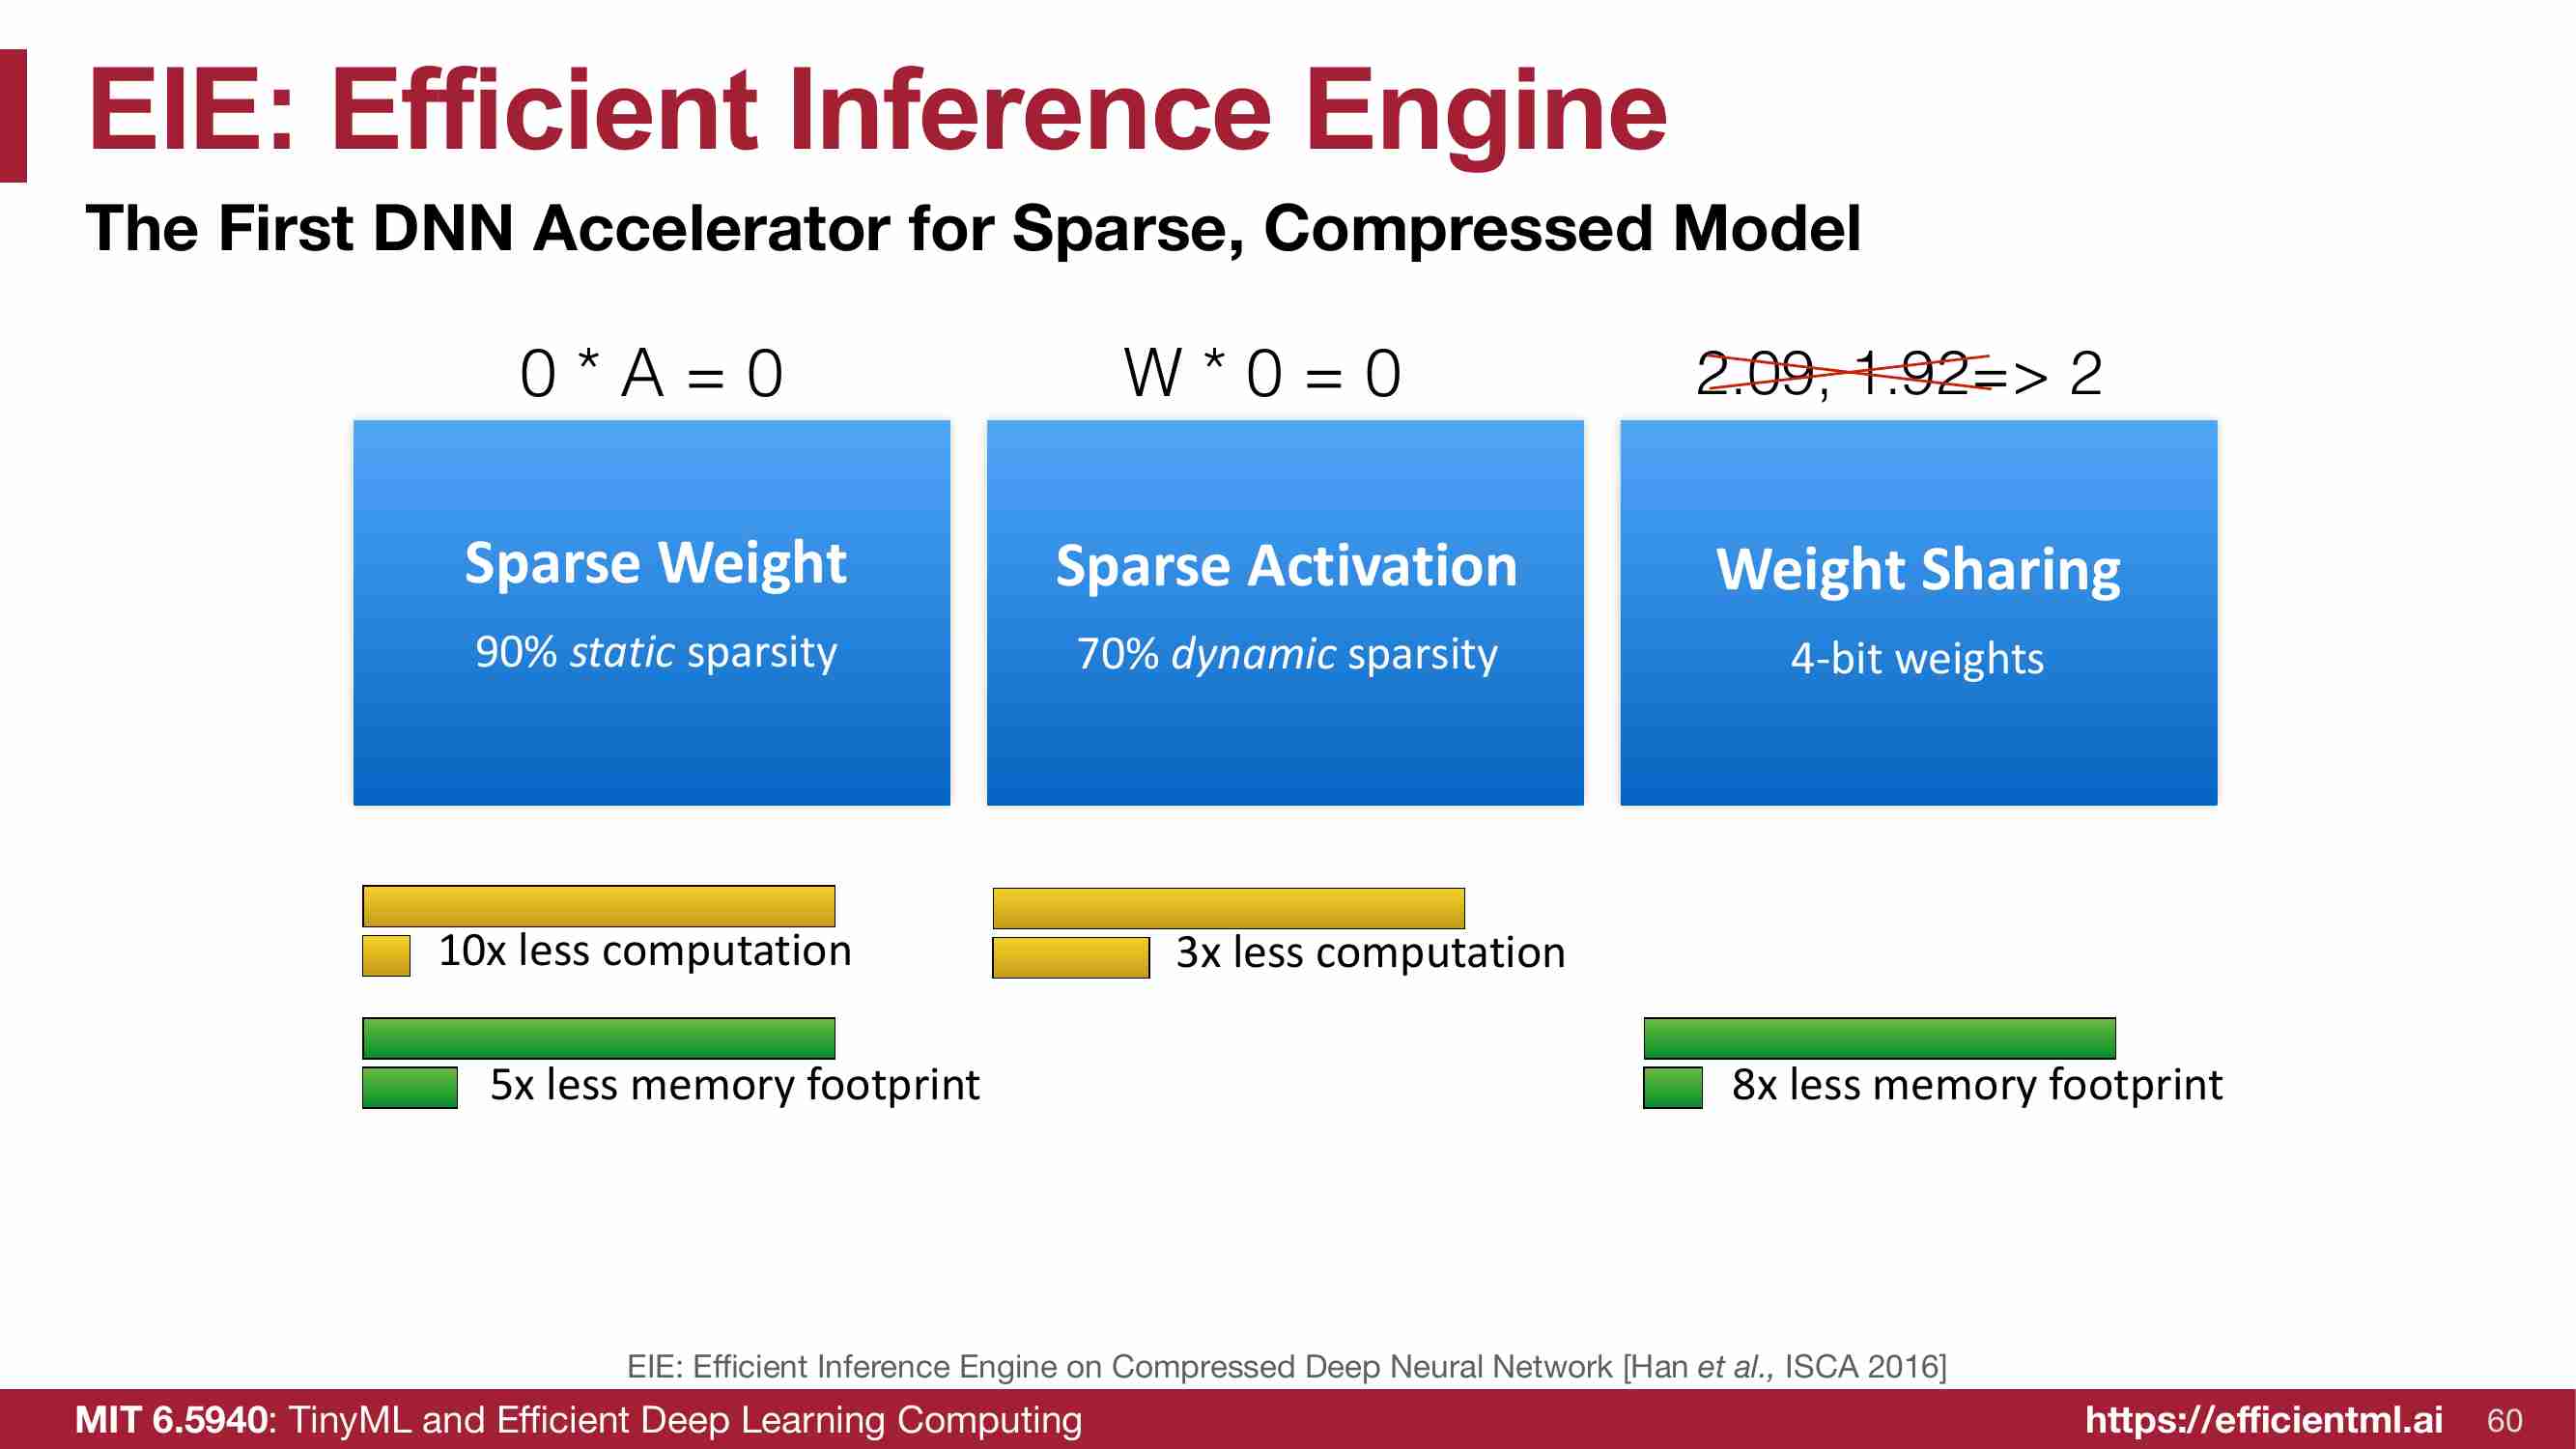 EIE: Efficient Inference Engine
The First DNN Accelerator for Sparse, Compressed Model
0 * A = 0
W * 0 = 0
2.09, 1.92=> 2
Sparse Weight
90% static sparsity
Sparse Activation
70% dynamic sparsity
Weight Sharing
4-bit weights
10x less computation
3x less computation
5x less memory footprint
8x less memory footprint
EIE: Efficient Inference Engine on Compressed Deep Neural Network [Han et al., ISCA 2016]
MIT 6.5940: TinyML and Efficient Deep Learning Computing
https://efficientml.ai
60